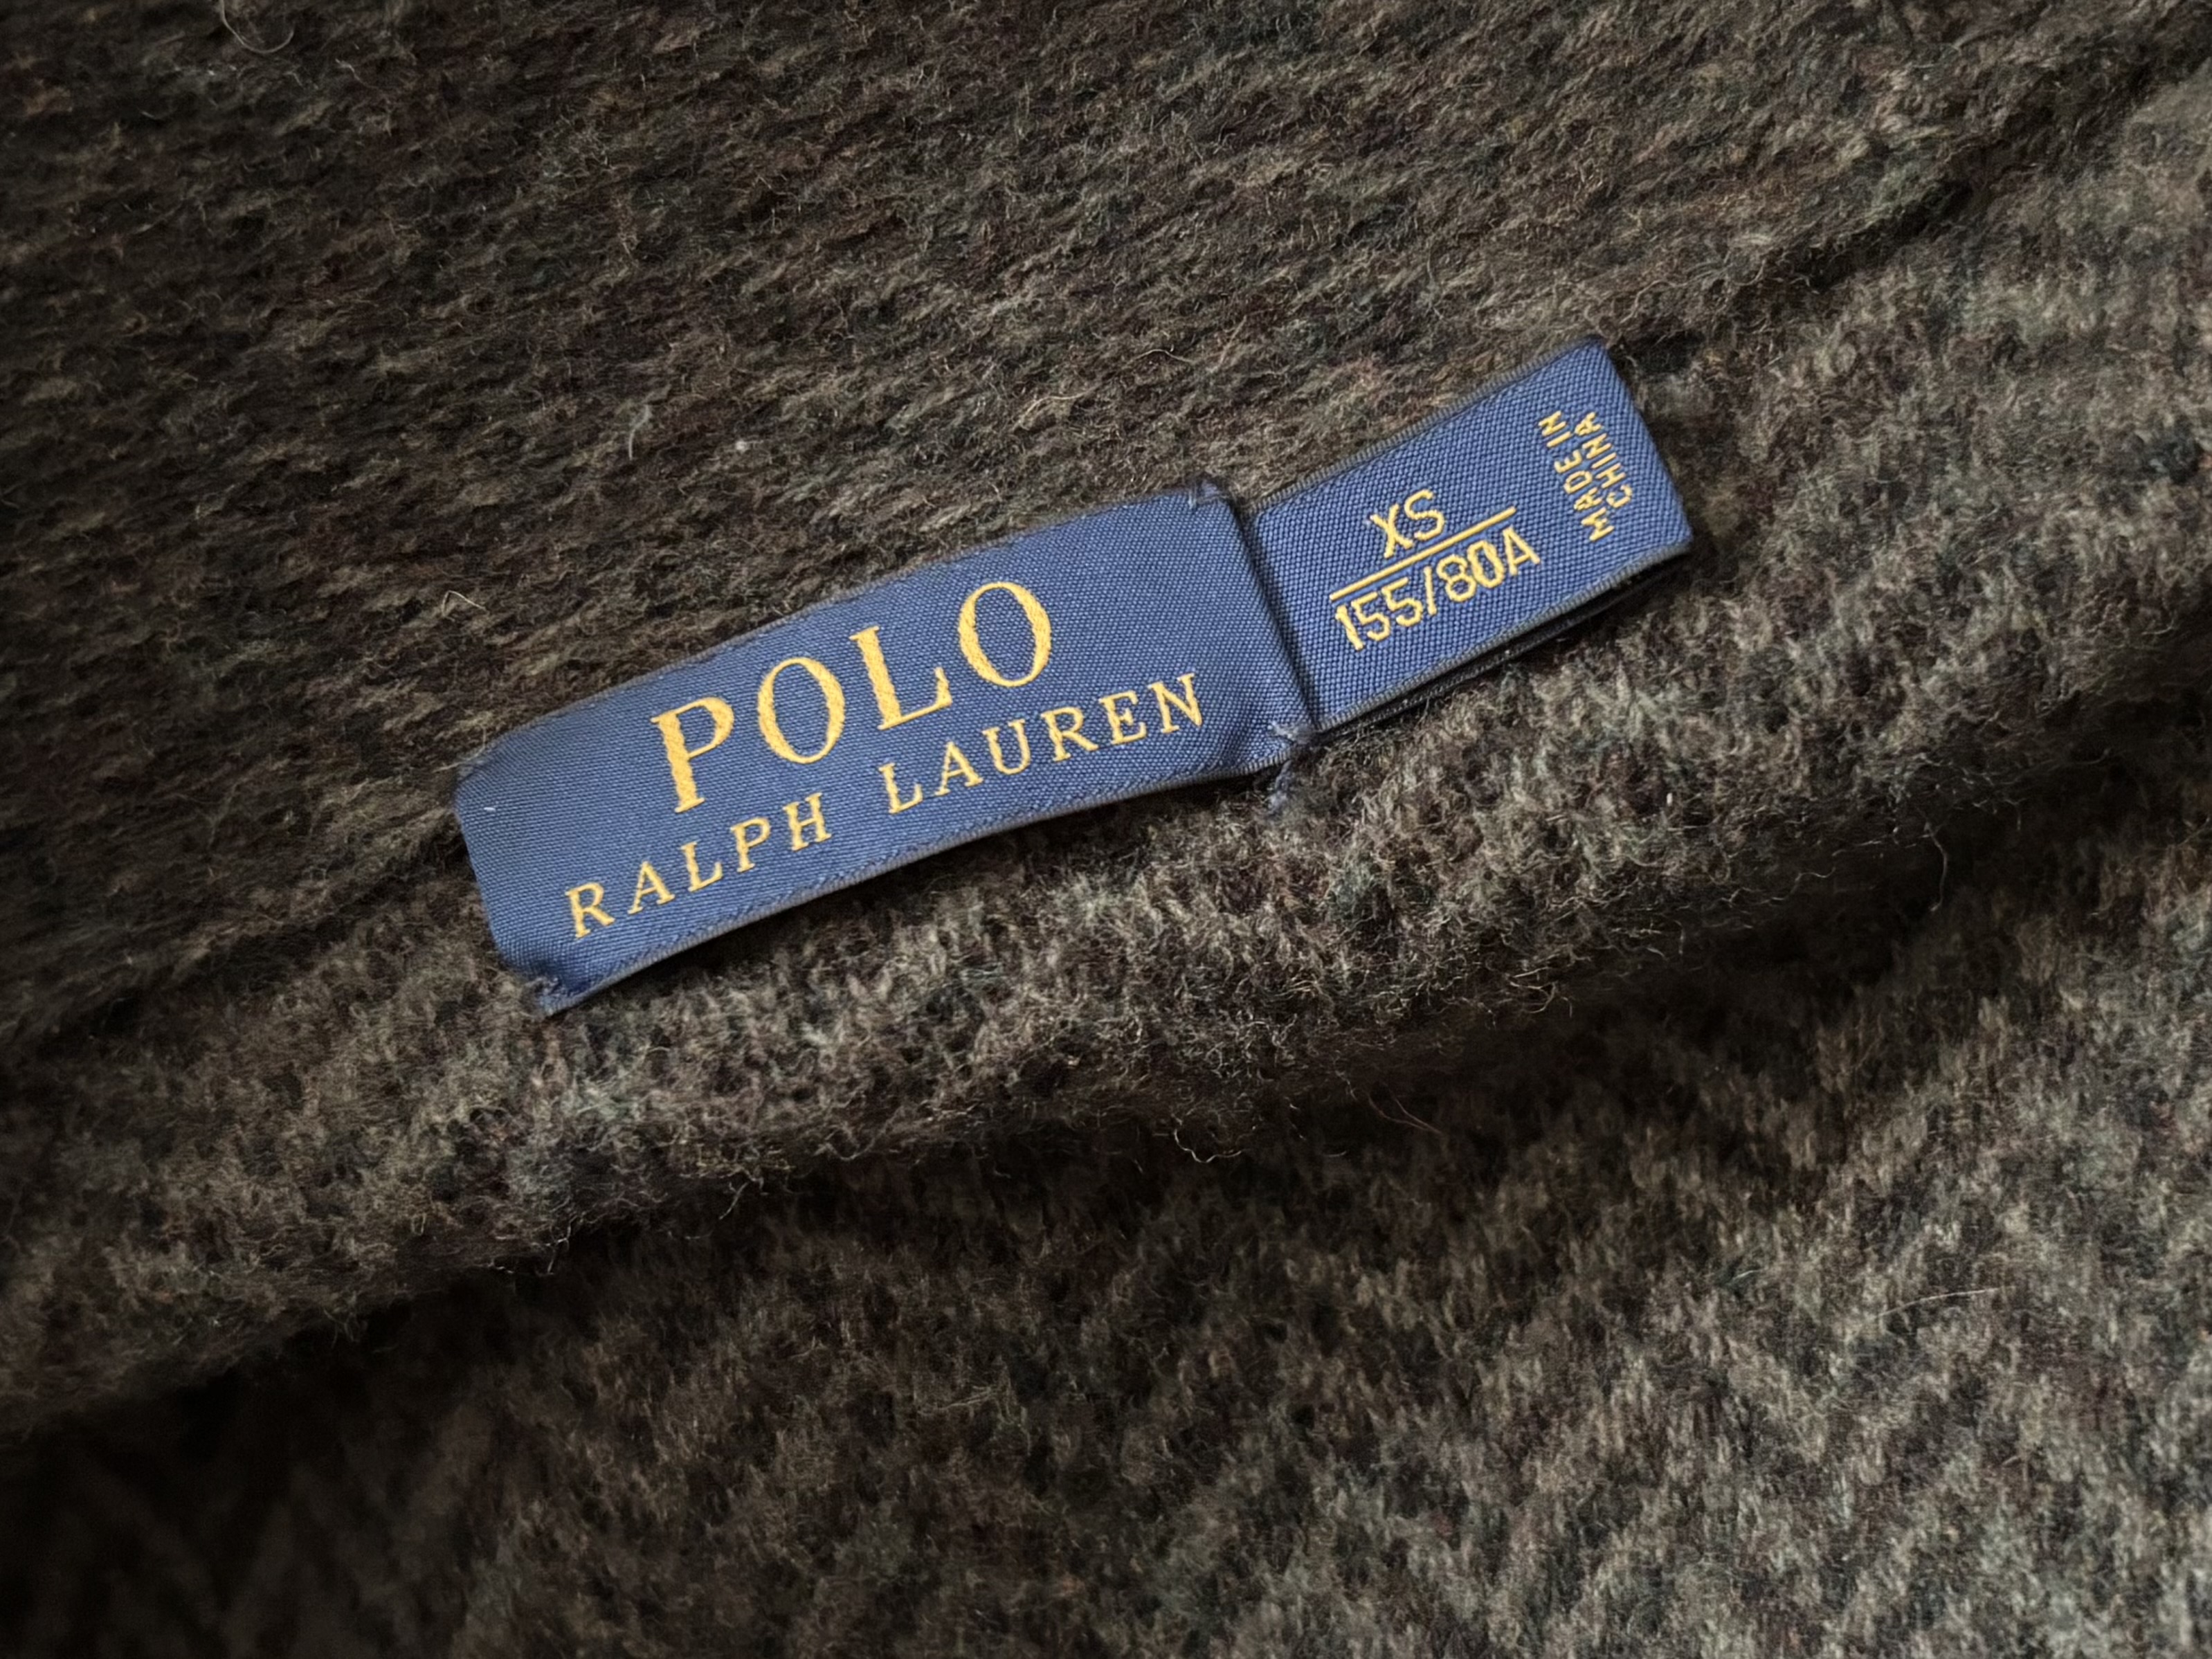 POLO
RALPH LAUREN
XS
155/80A
MADE IN
CHINA